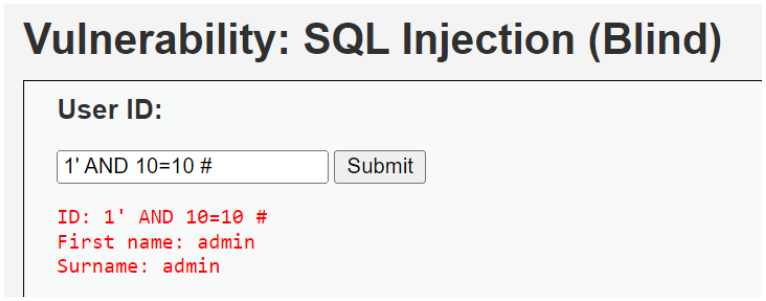 Vulnerability: SQL Injection (Blind)
User ID:
1' AND 10=10 # Submit
ID: 1' AND 10=10 #
First name: admin
Surname: admin